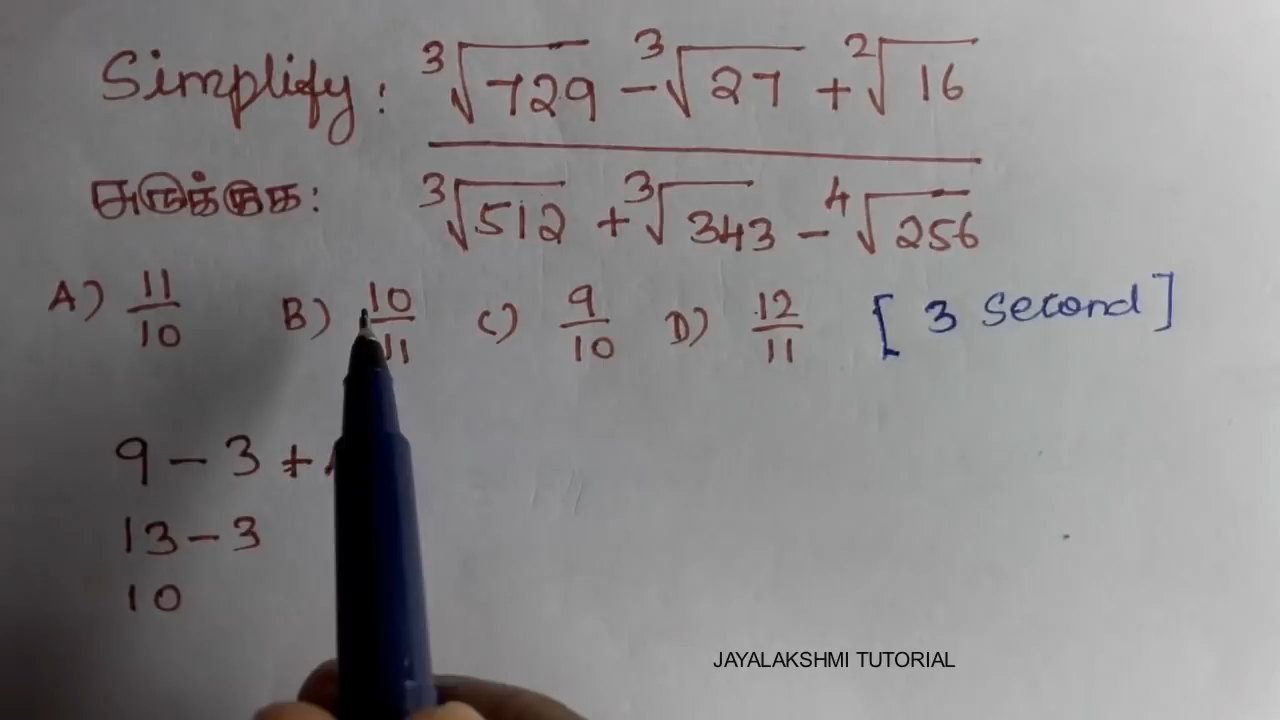 Simplify: ³√729 - ³√27 + ²√16
சுருக்குக: ³√512 + ³√343 - ⁴√256
A) 11/10 B) 10/11 C) 9/10 D) 12/11 [3 Second]
9 - 3 +
13 - 3
10
JAYALAKSHMI TUTORIAL